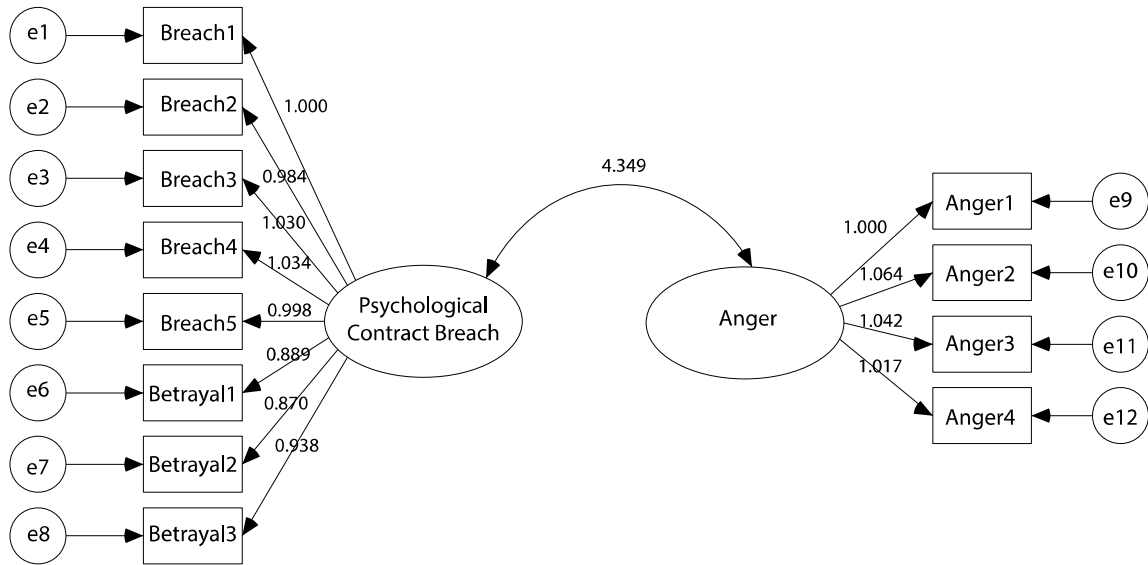 e1
Breach1
e2
Breach2
e3
Breach3
e4
Breach4
e5
Breach5
e6
Betrayal1
e7
Betrayal2
e8
Betrayal3
1.000
0.984
1.030
1.034
0.998
0.889
0.870
0.938
Psychological
Contract Breach
4.349
Anger
1.000
1.064
1.042
1.017
Anger1
e9
Anger2
e10
Anger3
e11
Anger4
e12